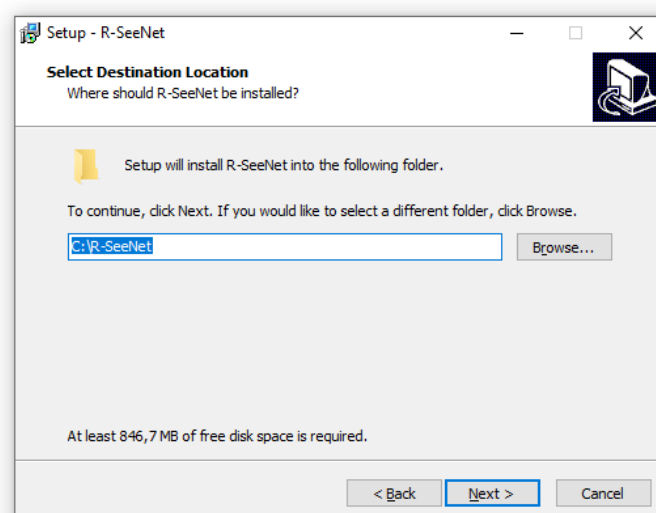 Setup - R-SeeNet
Select Destination Location
Where should R-SeeNet be installed?
Setup will install R-SeeNet into the following folder.
To continue, click Next. If you would like to select a different folder, click Browse.
C:\R-SeeNet
Browse...
At least 846,7 MB of free disk space is required.
< Back
Next >
Cancel